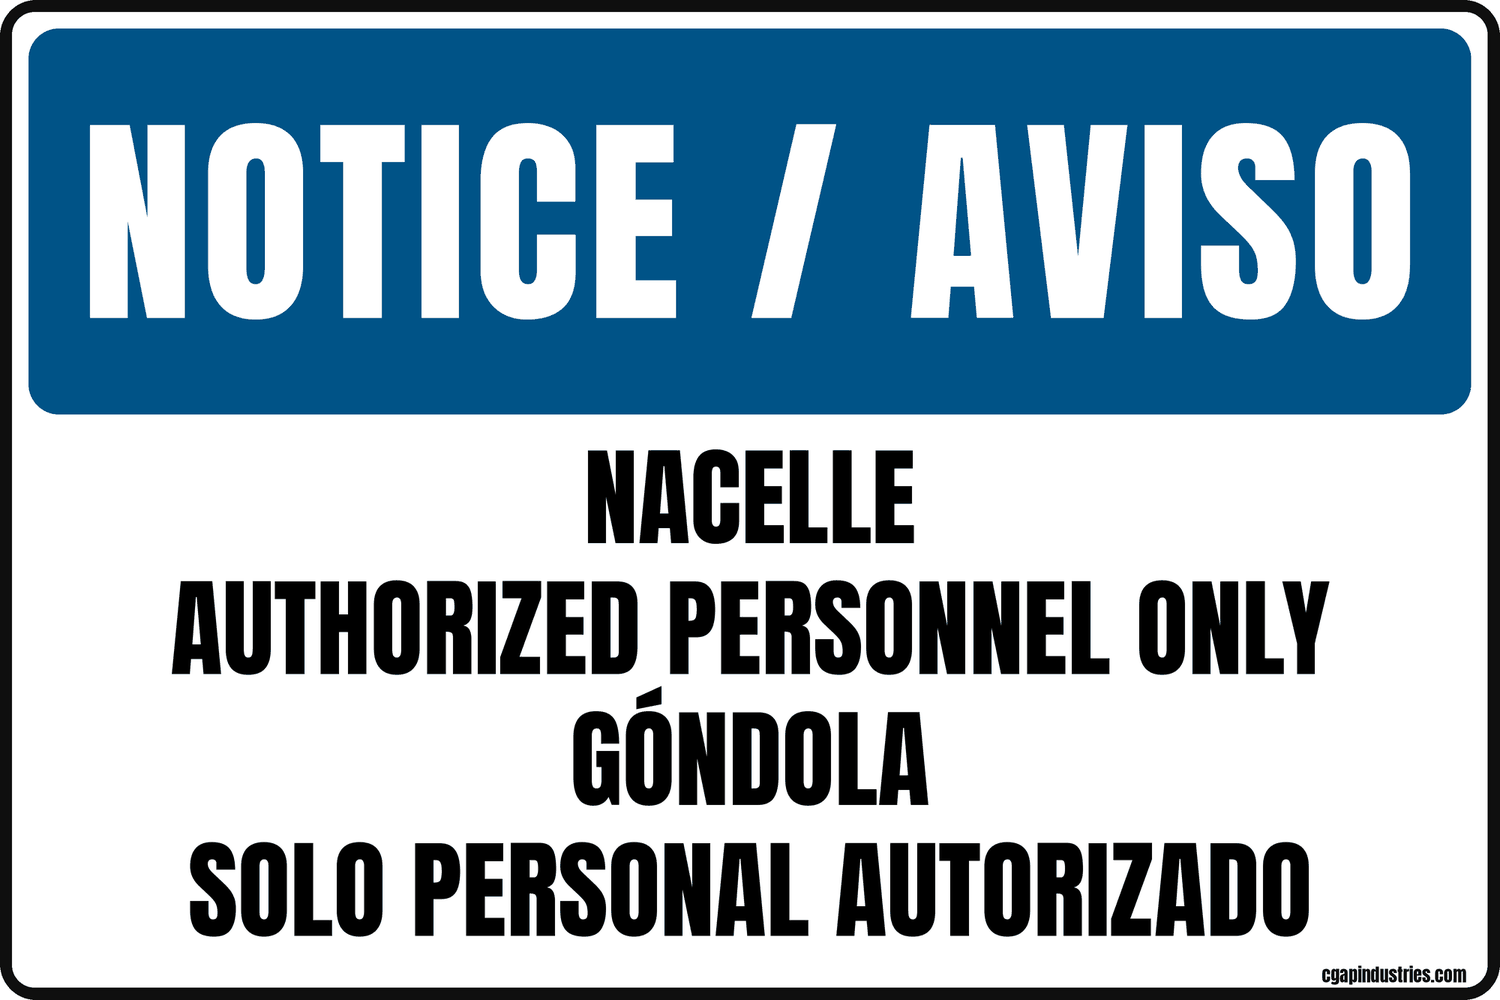 NOTICE / AVISO
NACELLE
AUTHORIZED PERSONNEL ONLY
GÓNDOLA
SOLO PERSONAL AUTORIZADO
cgapindustries.com